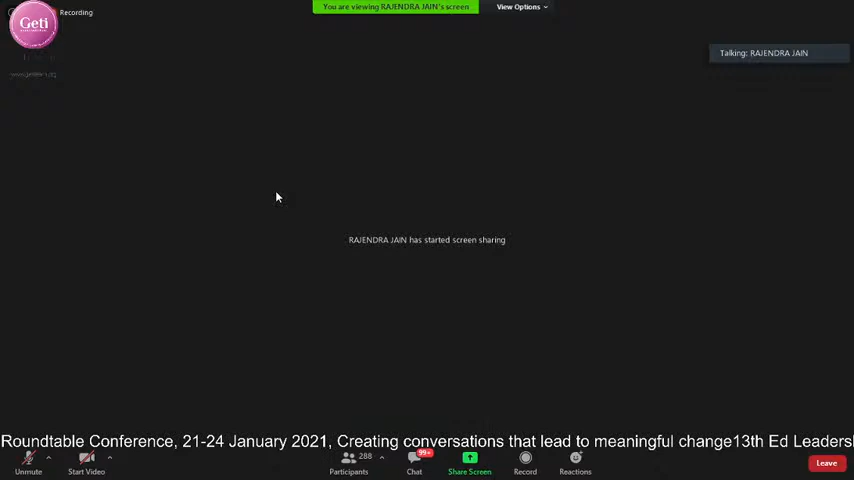 Geti
Recording
You are viewing RAJENDRA JAIN's screen
View Options
Talking: RAJENDRA JAIN
RAJENDRA JAIN has started screen sharing
Roundtable Conference, 21-24 January 2021, Creating conversations that lead to meaningful change13th Ed Leadersh
288
99+
Unmute
Start Video
Participants
Chat
Share Screen
Record
Reactions
Leave